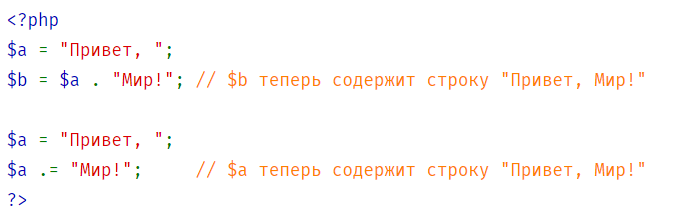 <?php
$a = "Привет, ";
$b = $a . "Мир!"; // $b теперь содержит строку "Привет, Мир!"
$a = "Привет, ";
$a .= "Мир!";     // $a теперь содержит строку "Привет, Мир!"
?>